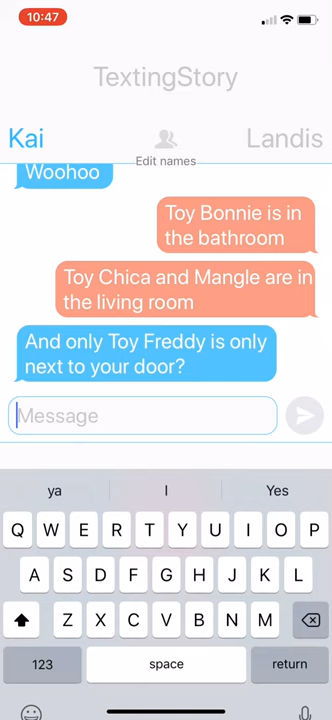 10:47
TextingStory
Kai
Landis
Edit names
Woohoo
Toy Bonnie is in
the bathroom
Toy Chica and Mangle are in
the living room
And only Toy Freddy is only
next to your door?
Message
ya I Yes
Q W E R T Y U I O P
A S D F G H J K L
Z X C V B N M
123 space return